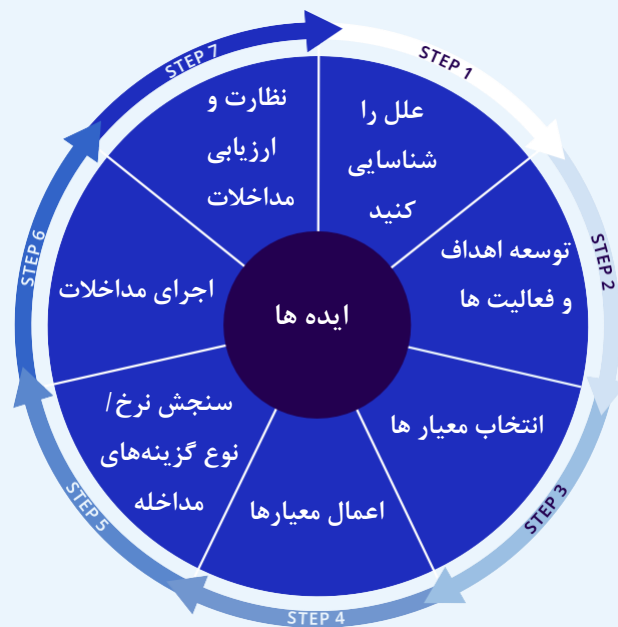 STEP 1
علل را
شناسایی
کنید
STEP 2
توسعه اهداف
و فعالیت ها
STEP 3
انتخاب معیار ها
STEP 4
اعمال معیارها
STEP 5
سنجش نرخ/
نوع گزینه‌های
مداخله
STEP 6
اجرای مداخلات
STEP 7
نظارت و
ارزیابی
مداخلات
ایده ها